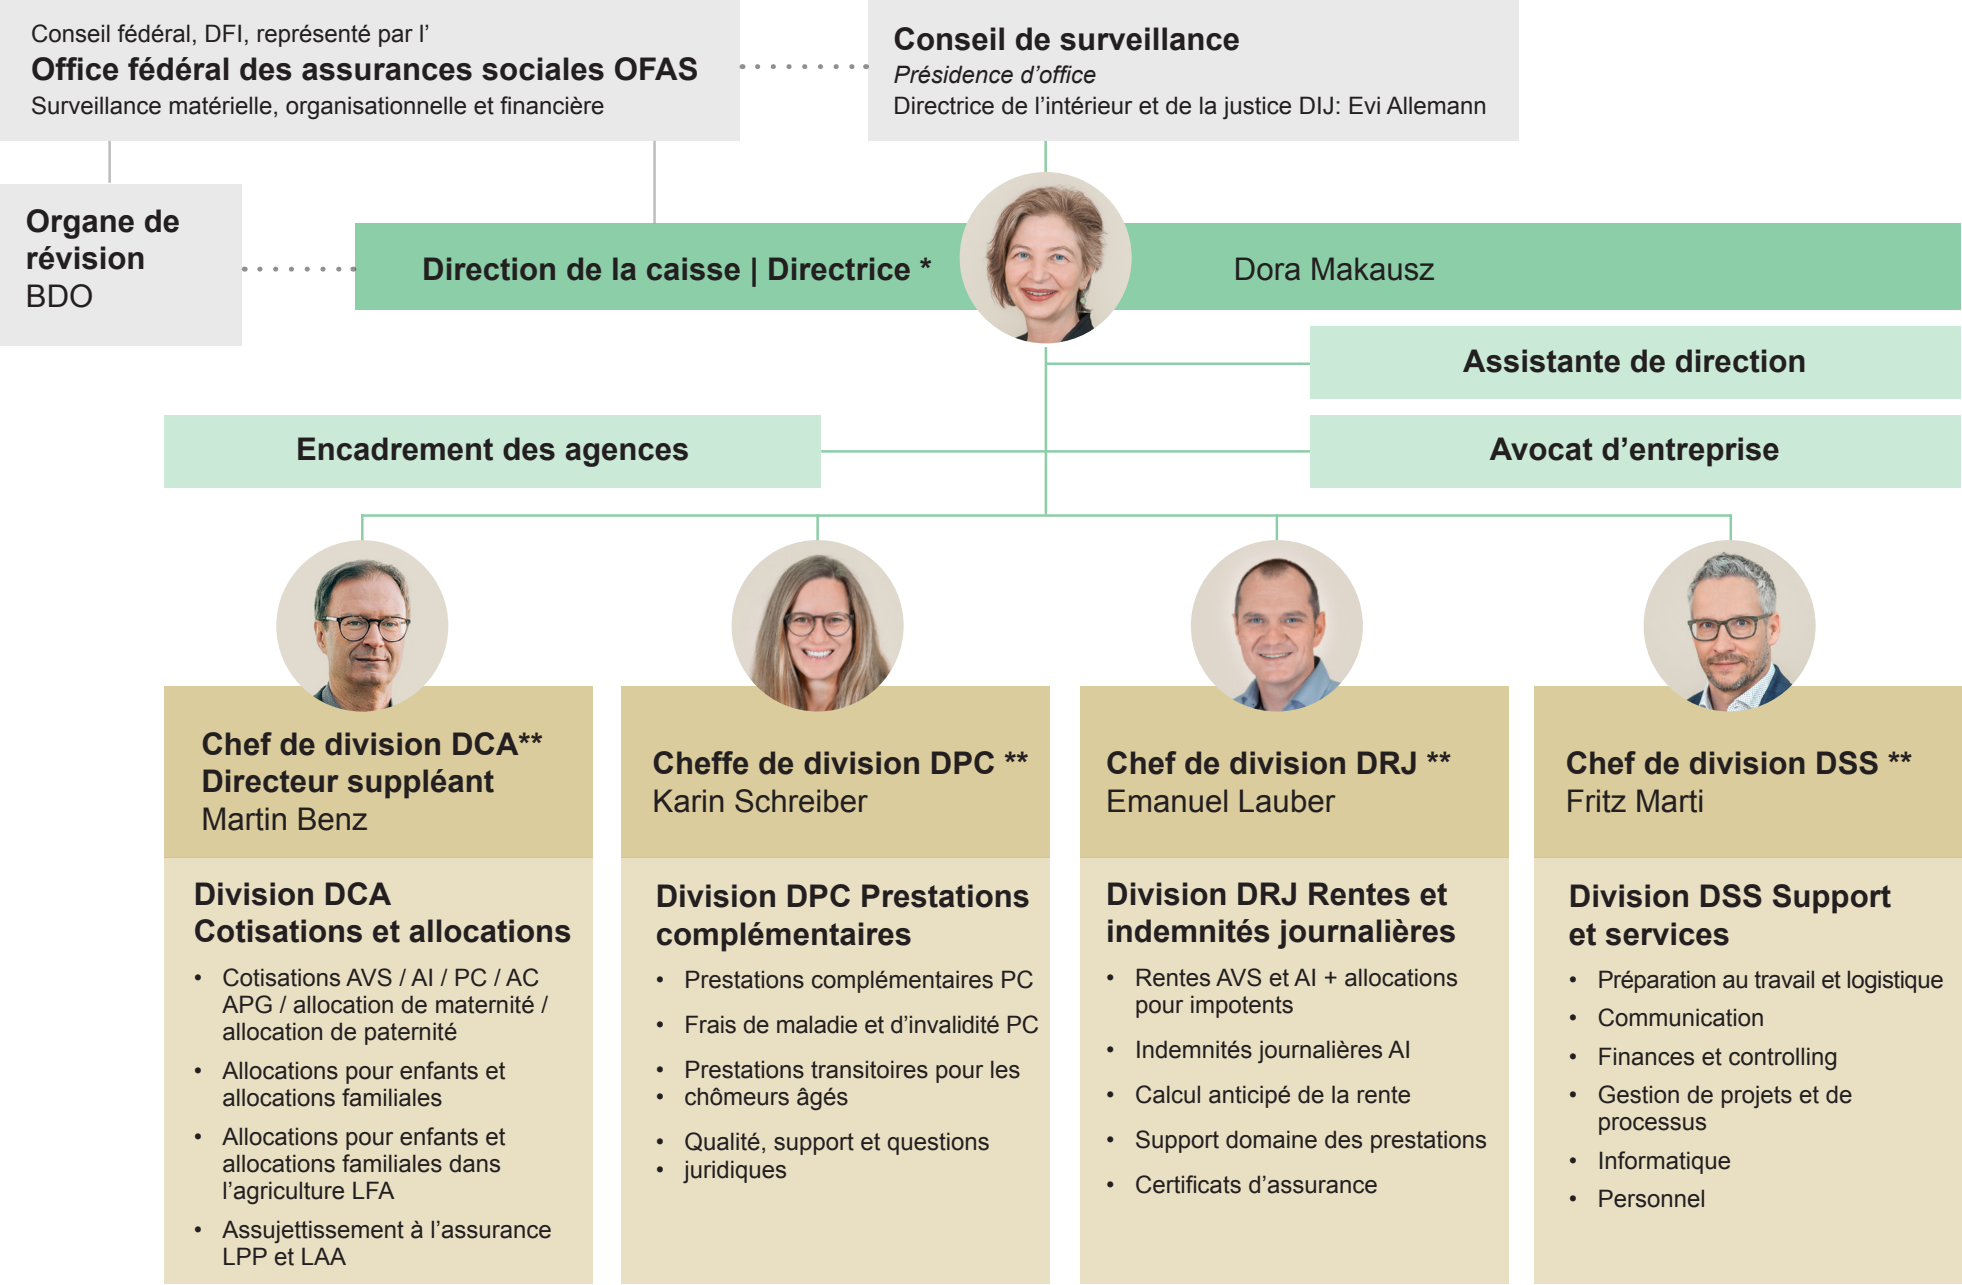 Conseil fédéral, DFI, représenté par l’
Office fédéral des assurances sociales OFAS
Surveillance matérielle, organisationnelle et financière
Conseil de surveillance
Présidence d’office
Directrice de l’intérieur et de la justice DIJ: Evi Allemann
Organe de
révision
BDO
Direction de la caisse | Directrice *
Dora Makausz
Assistante de direction
Encadrement des agences
Avocat d’entreprise
Chef de division DCA**
Directeur suppléant
Martin Benz
Division DCA
Cotisations et allocations
• Cotisations AVS / AI / PC / AC
APG / allocation de maternité /
allocation de paternité
• Allocations pour enfants et
allocations familiales
• Allocations pour enfants et
allocations familiales dans
l’agriculture LFA
• Assujettissement à l’assurance
LPP et LAA
Cheffe de division DPC **
Karin Schreiber
Division DPC Prestations
complémentaires
• Prestations complémentaires PC
• Frais de maladie et d’invalidité PC
• Prestations transitoires pour les
• chômeurs âgés
• Qualité, support et questions
• juridiques
Chef de division DRJ **
Emanuel Lauber
Division DRJ Rentes et
indemnités journalières
• Rentes AVS et AI + allocations
pour impotents
• Indemnités journalières AI
• Calcul anticipé de la rente
• Support domaine des prestations
• Certificats d’assurance
Chef de division DSS **
Fritz Marti
Division DSS Support
et services
• Préparation au travail et logistique
• Communication
• Finances et controlling
• Gestion de projets et de
processus
• Informatique
• Personnel